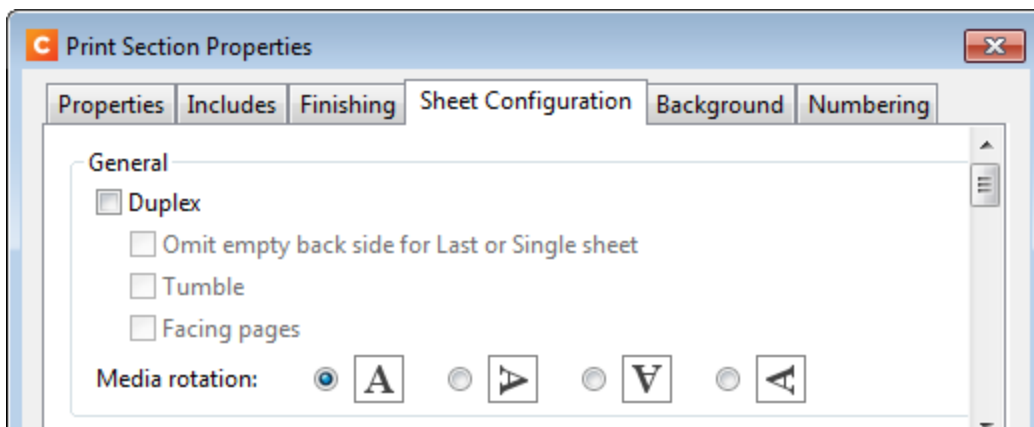 C Print Section Properties
Properties Includes Finishing Sheet Configuration Background Numbering
General
Duplex
Omit empty back side for Last or Single sheet
Tumble
Facing pages
Media rotation: A A A A